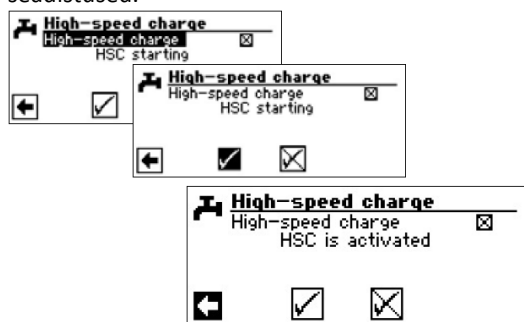 seadistused.
High-speed charge
High-speed charge
HSC starting
High-speed charge
High-speed charge
HSC starting
High-speed charge
High-speed charge
HSC is activated